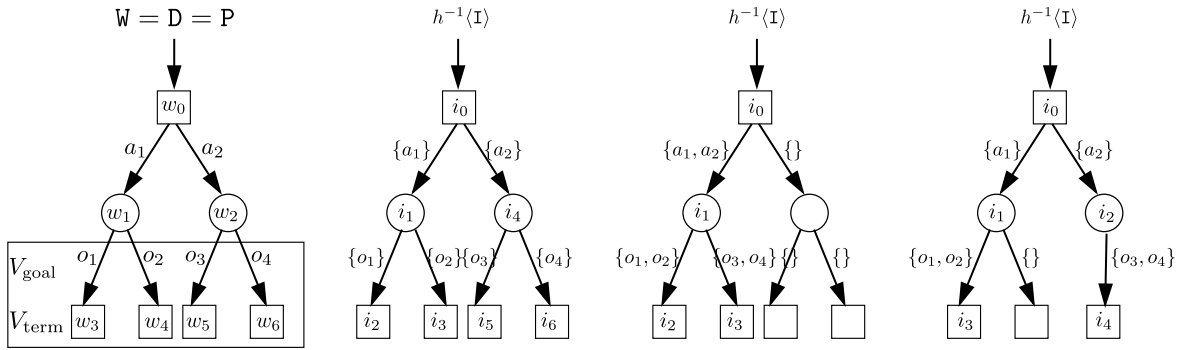 W = D = P h⁻¹⟨I⟩ h⁻¹⟨I⟩ h⁻¹⟨I⟩
w₀ i₀ i₀ i₀
a₁ a₂ {a₁} {a₂} {a₁, a₂} {} {a₁} {a₂}
w₁ w₂ i₁ i₄ i₁ i₁ i₂
V_goal o₁ o₂ o₃ o₄ {o₁} {o₂} {o₃} {o₄} {o₁, o₂} {o₃, o₄} {} {} {o₁, o₂} {} {o₃, o₄}
V_term w₃ w₄ w₅ w₆ i₂ i₃ i₅ i₆ i₂ i₃ i₃ i₄